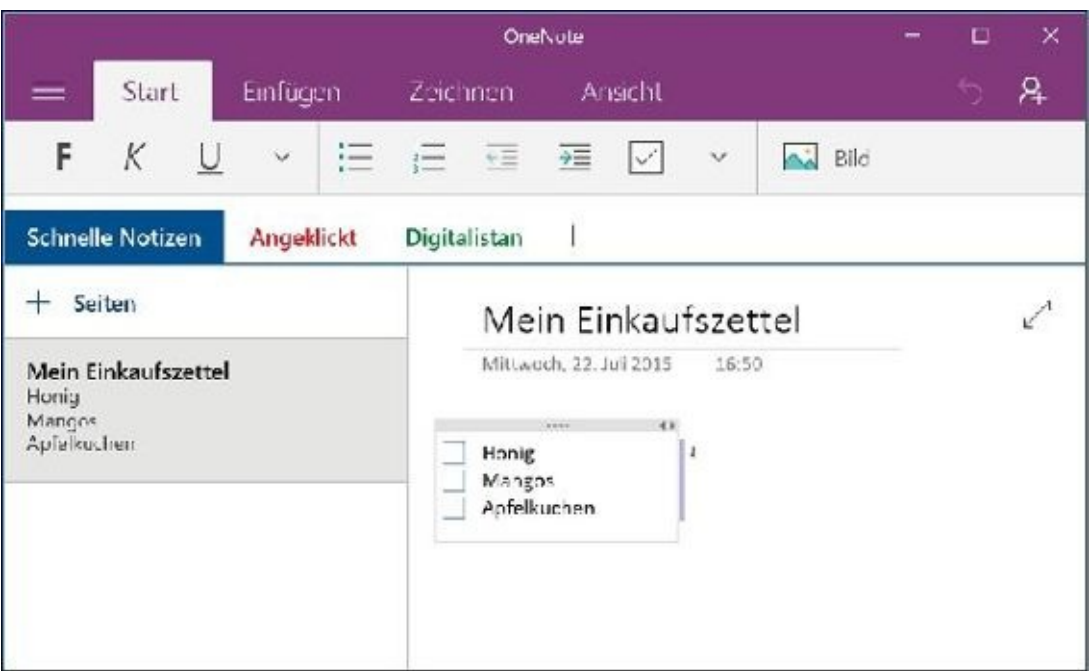 OneNote
Start Einfügen Zeichnen Ansicht
F K U Bild
Schnelle Notizen Angeklickt Digitalistan
+ Seiten
Mein Einkaufszettel
Honig
Mangos
Apfelkuchen
Mein Einkaufszettel
Mittwoch, 22. Juli 2015 16:50
Honig
Mangos
Apfelkuchen